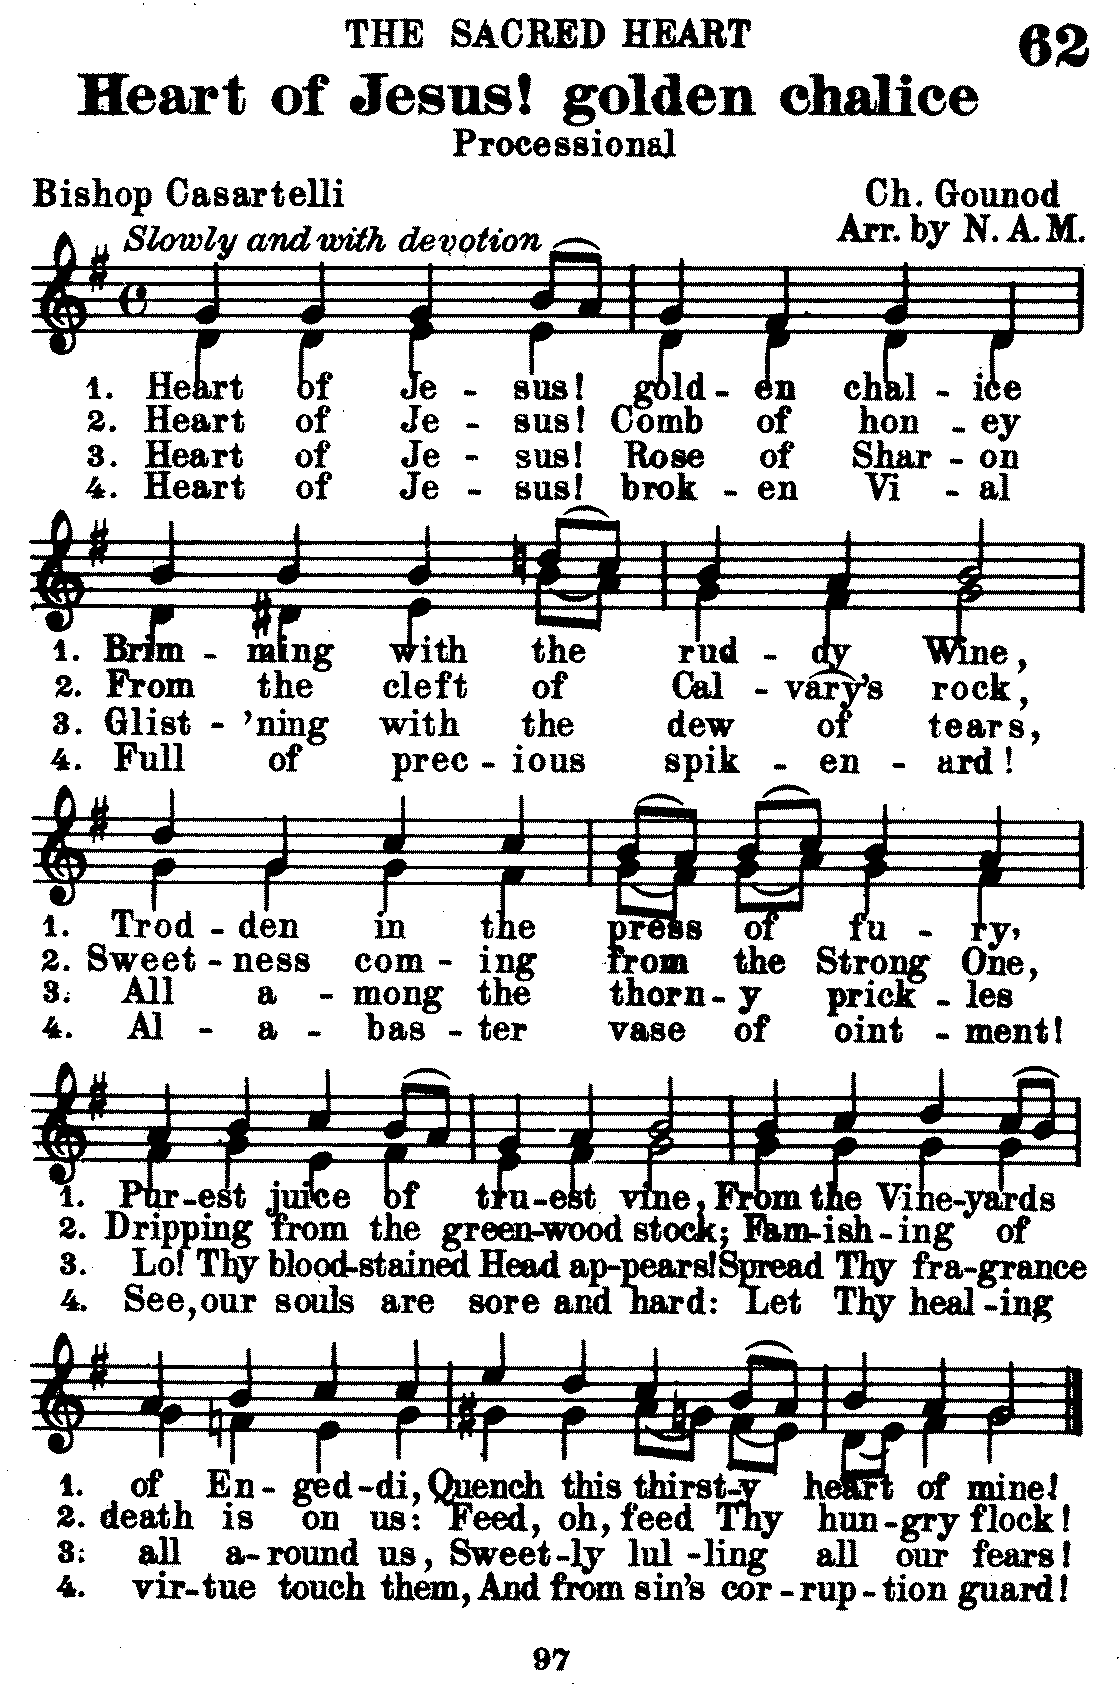 THE SACRED HEART
62
Heart of Jesus! golden chalice
Processional
Bishop Casartelli
Ch. Gounod
Slowly and with devotion
Arr. by N. A. M.
1. Heart of Je - sus! gold - en chal - ice
2. Heart of Je - sus! Comb of hon - ey
3. Heart of Je - sus! Rose of Shar - on
4. Heart of Je - sus! brok - en Vi - al
1. Brim - ming with the rud - dy Wine,
2. From the cleft of Cal - vary's rock,
3. Glist - 'ning with the dew of tears,
4. Full of prec - ious spik - en - ard!
1. Trod - den in the press of fu - ry,
2. Sweet - ness com - ing from the Strong One,
3. All a - mong the thorn - y prick - les
4. Al - a - bas - ter vase of oint - ment!
1. Pur-est juice of tru-est vine, From the Vine-yards
2. Dripping from the green-wood stock; Fam-ish-ing of
3. Lo! Thy blood-stained Head ap-pears! Spread Thy fra-grance
4. See, our souls are sore and hard: Let Thy heal-ing
1. of En-ged-di, Quench this thirst-y heart of mine!
2. death is on us: Feed, oh, feed Thy hun-gry flock!
3. all a-round us, Sweet-ly lul-ling all our fears!
4. vir-tue touch them, And from sin's cor-rup-tion guard!
97